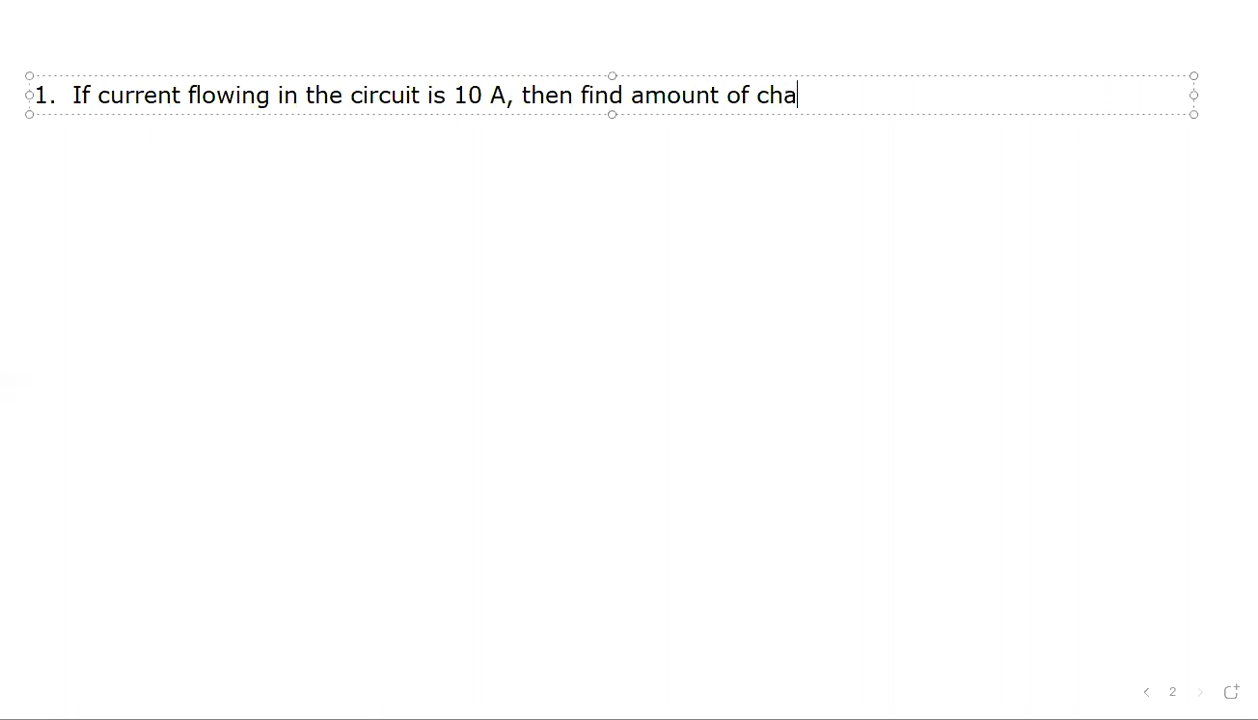 1. If current flowing in the circuit is 10 A, then find amount of cha
2